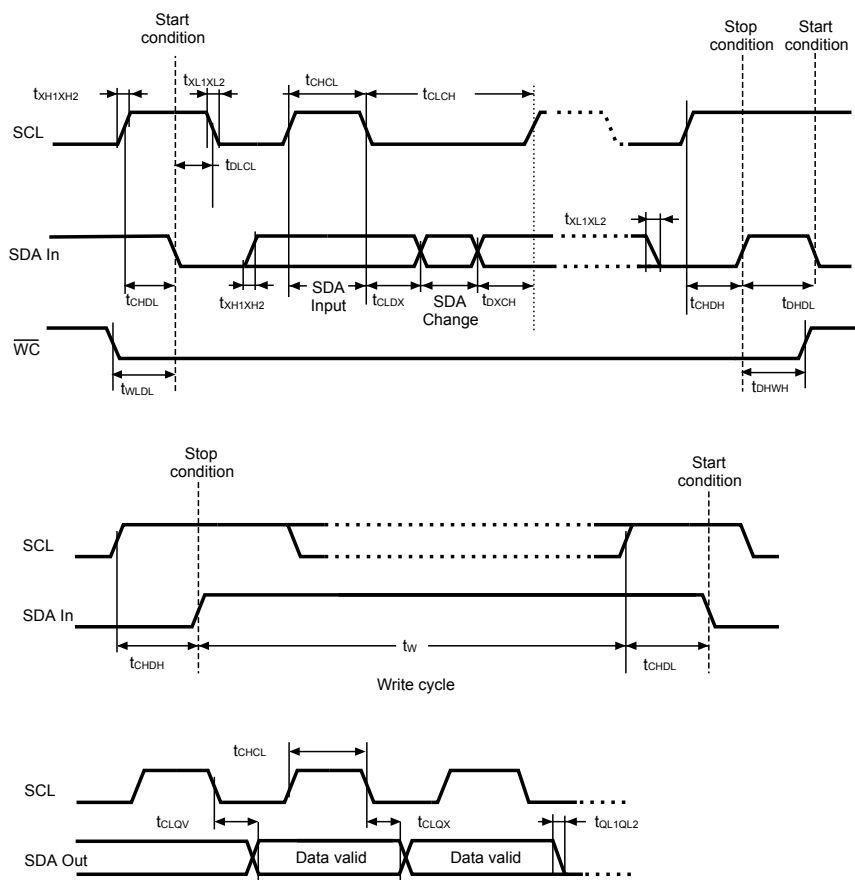 Start condition
Stop condition
Start condition
tXH1XH2
tXL1XL2
tCHCL
tCLCH
SCL
tDLCL
tXL1XL2
SDA In
tCHDL
tXH1XH2
SDA Input
tCLDX
SDA Change
tDXCH
tCHDH
tDHDL
WC
tWLDL
tDHWH
Stop condition
Start condition
SCL
SDA In
tCHDH
tW
tCHDL
Write cycle
tCHCL
SCL
tCLQV
tCLQX
tQL1QL2
SDA Out
Data valid
Data valid